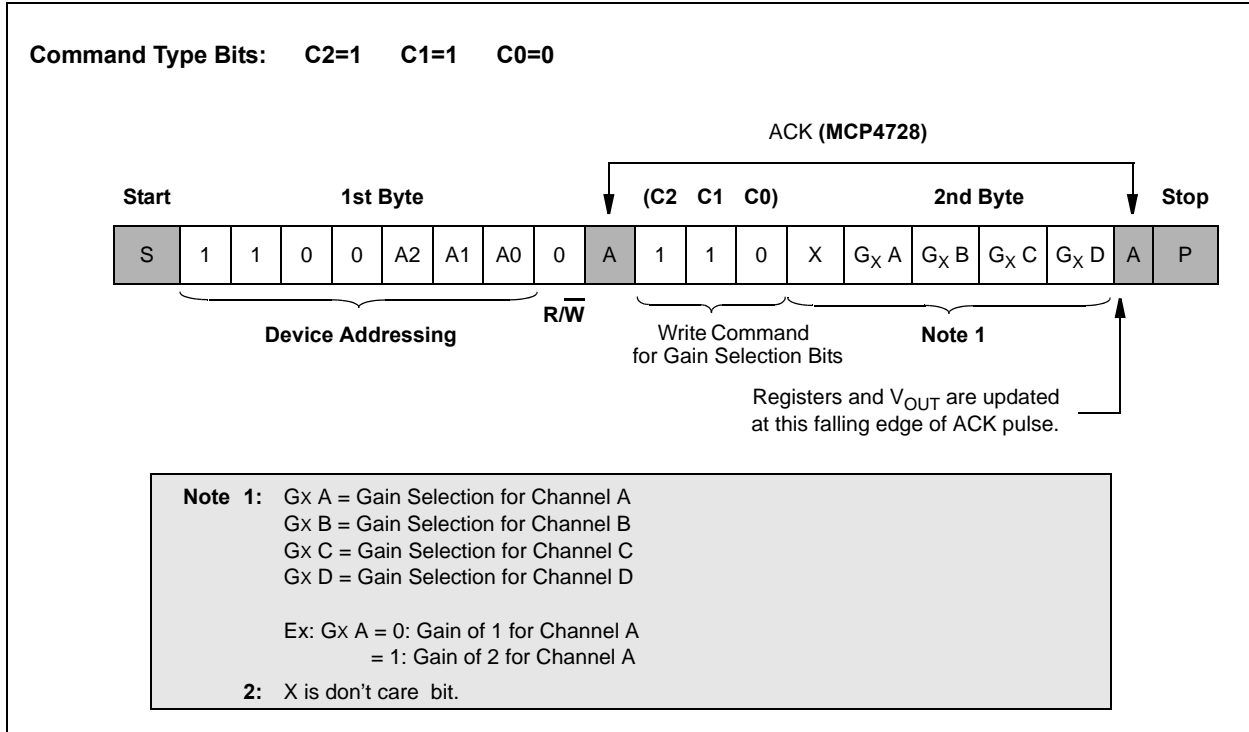 Command Type Bits: C2=1 C1=1 C0=0
ACK (MCP4728)
Start 1st Byte (C2 C1 C0) 2nd Byte Stop
S 1 1 0 0 A2 A1 A0 0 A 1 1 0 X GX A GX B GX C GX D A P
R/W̅
Device Addressing
Write Command
for Gain Selection Bits
Note 1
Registers and VOUT are updated
at this falling edge of ACK pulse.
Note 1: GX A = Gain Selection for Channel A
GX B = Gain Selection for Channel B
GX C = Gain Selection for Channel C
GX D = Gain Selection for Channel D
Ex: GX A = 0: Gain of 1 for Channel A
= 1: Gain of 2 for Channel A
2: X is don't care bit.